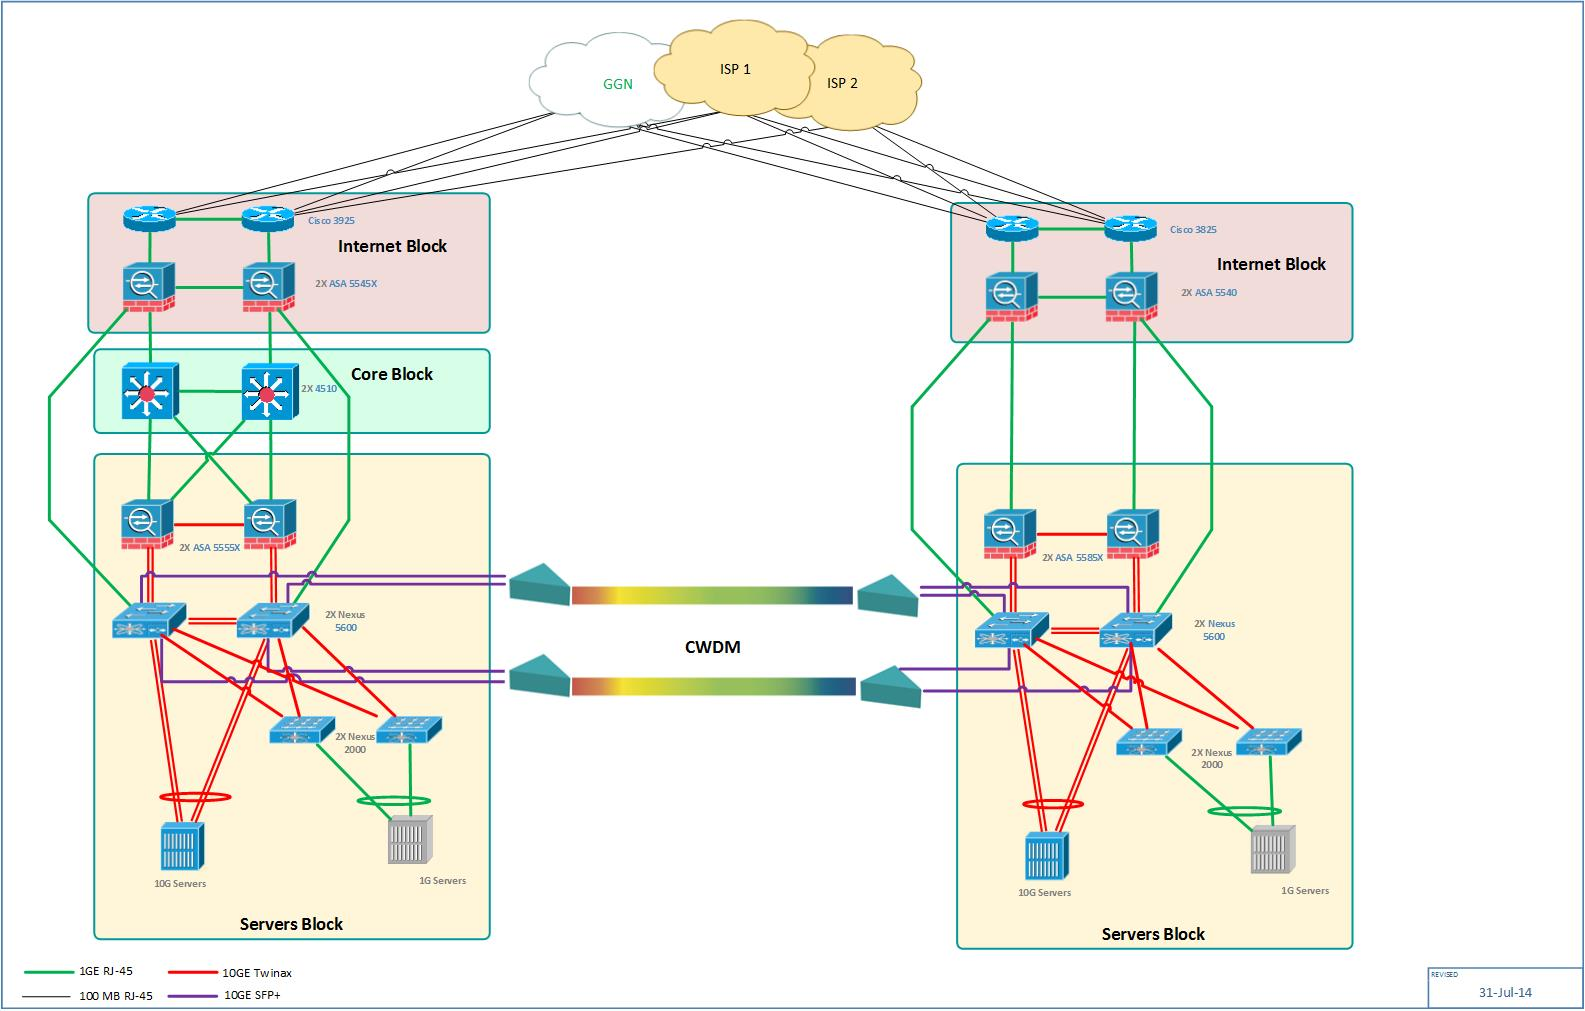 GGN
ISP 1
ISP 2
Cisco 3925
Internet Block
2X ASA 5545X
Cisco 3825
Internet Block
2X ASA 5540
Core Block
2X 4510
2X ASA 5555X
2X ASA 5585X
2X Nexus
5600
2X Nexus
5600
CWDM
2X Nexus
2000
2X Nexus
2000
10G Servers
1G Servers
10G Servers
1G Servers
Servers Block
Servers Block
1GE RJ-45
10GE Twinax
100 MB RJ-45
10GE SFP+
REVISED
31-Jul-14